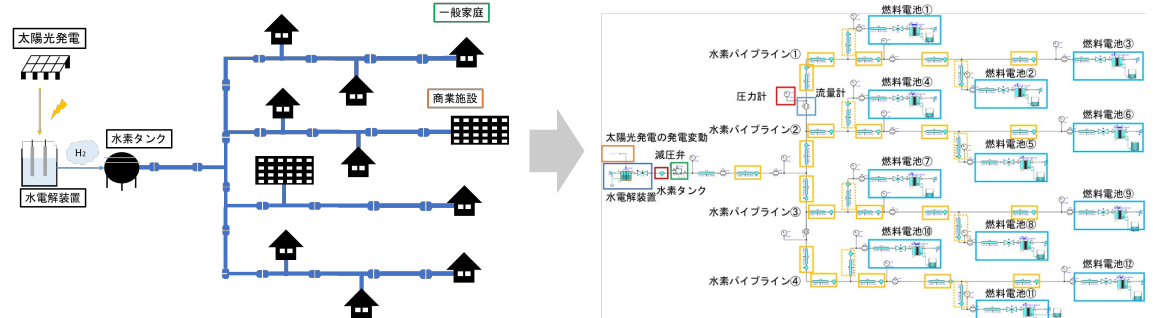 一般家庭
太陽光発電
商業施設
水素タンク
H₂
水電解装置
燃料電池①
水素パイプライン①
燃料電池③
燃料電池②
圧力計
流量計
燃料電池④
水素パイプライン②
燃料電池⑥
燃料電池⑤
太陽光発電の発電変動
減圧弁
水電解装置
水素タンク
燃料電池⑦
水素パイプライン③
燃料電池⑨
燃料電池⑧
燃料電池⑩
水素パイプライン④
燃料電池⑫
燃料電池⑪